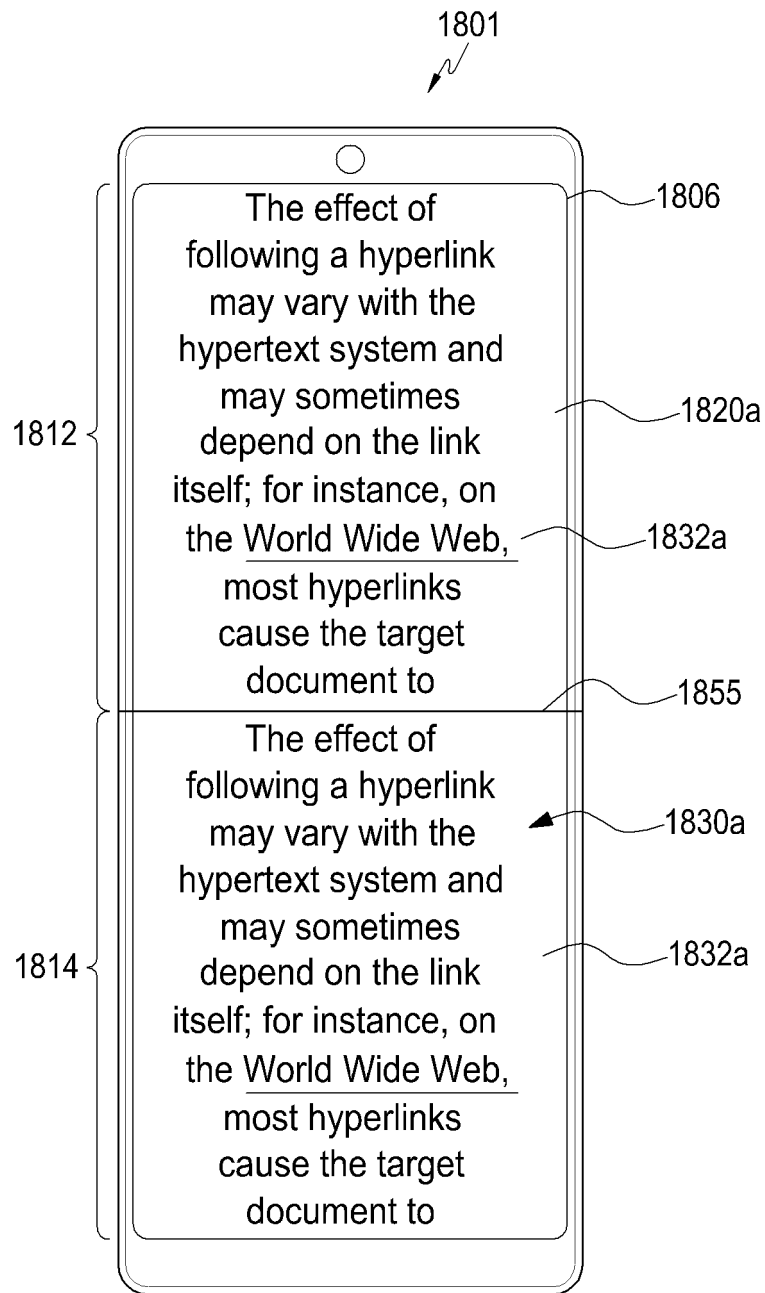 1801
The effect of
1806
following a hyperlink
may vary with the
hypertext system and
may sometimes
1820a
1812
depend on the link
itself; for instance, on
the World Wide Web,
1832a
most hyperlinks
cause the target
document to
1855
The effect of
following a hyperlink
may vary with the
1830a
hypertext system and
may sometimes
1832a
1814
depend on the link
itself; for instance, on
the World Wide Web,
most hyperlinks
cause the target
document to